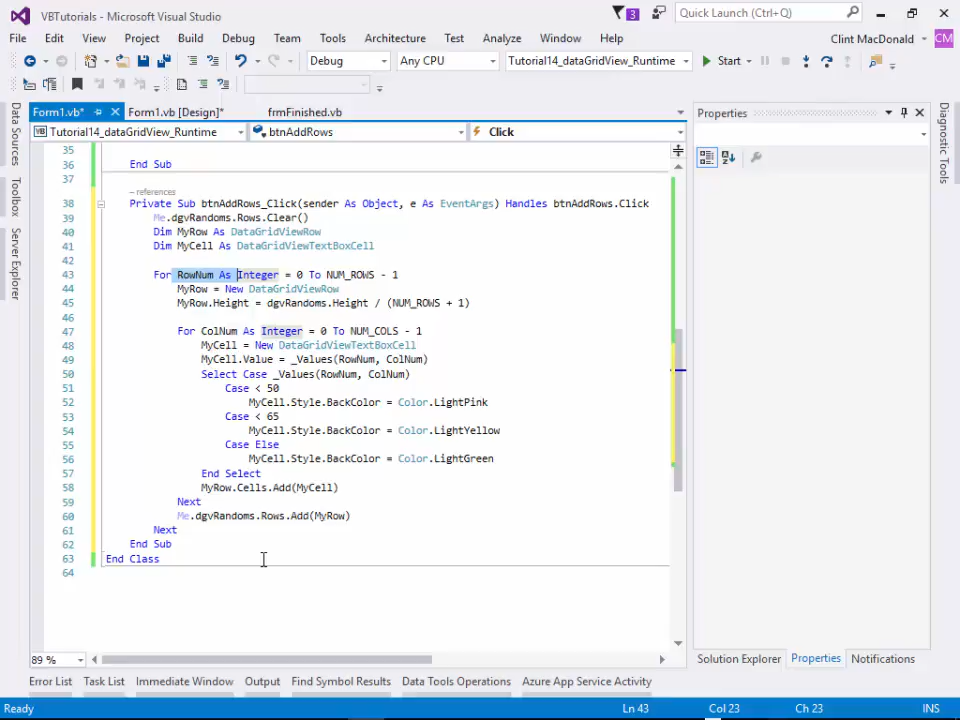 VBTutorials - Microsoft Visual Studio
3
Quick Launch (Ctrl+Q)
File Edit View Project Build Debug Team Tools Architecture Test Analyze Window Help
Clint MacDonald CM
Debug Any CPU Tutorial14_dataGridView_Runtime Start
Form1.vb* Form1.vb [Design]* frmFinished.vb
Tutorial14_dataGridView_Runtime btnAddRows Click
Data Sources
Toolbox
Server Explorer
35
36 End Sub
37
– references
38 Private Sub btnAddRows_Click(sender As Object, e As EventArgs) Handles btnAddRows.Click
39 Me.dgvRandoms.Rows.Clear()
40 Dim MyRow As DataGridViewRow
41 Dim MyCell As DataGridViewTextBoxCell
42
43 For RowNum As Integer = 0 To NUM_ROWS - 1
44 MyRow = New DataGridViewRow
45 MyRow.Height = dgvRandoms.Height / (NUM_ROWS + 1)
46
47 For ColNum As Integer = 0 To NUM_COLS - 1
48 MyCell = New DataGridViewTextBoxCell
49 MyCell.Value = _Values(RowNum, ColNum)
50 Select Case _Values(RowNum, ColNum)
51 Case < 50
52 MyCell.Style.BackColor = Color.LightPink
53 Case < 65
54 MyCell.Style.BackColor = Color.LightYellow
55 Case Else
56 MyCell.Style.BackColor = Color.LightGreen
57 End Select
58 MyRow.Cells.Add(MyCell)
59 Next
60 Me.dgvRandoms.Rows.Add(MyRow)
61 Next
62 End Sub
63 End Class
64
89 %
Properties
Diagnostic Tools
Solution Explorer Properties Notifications
Error List Task List Immediate Window Output Find Symbol Results Data Tools Operations Azure App Service Activity
Ready Ln 43 Col 23 Ch 23 INS